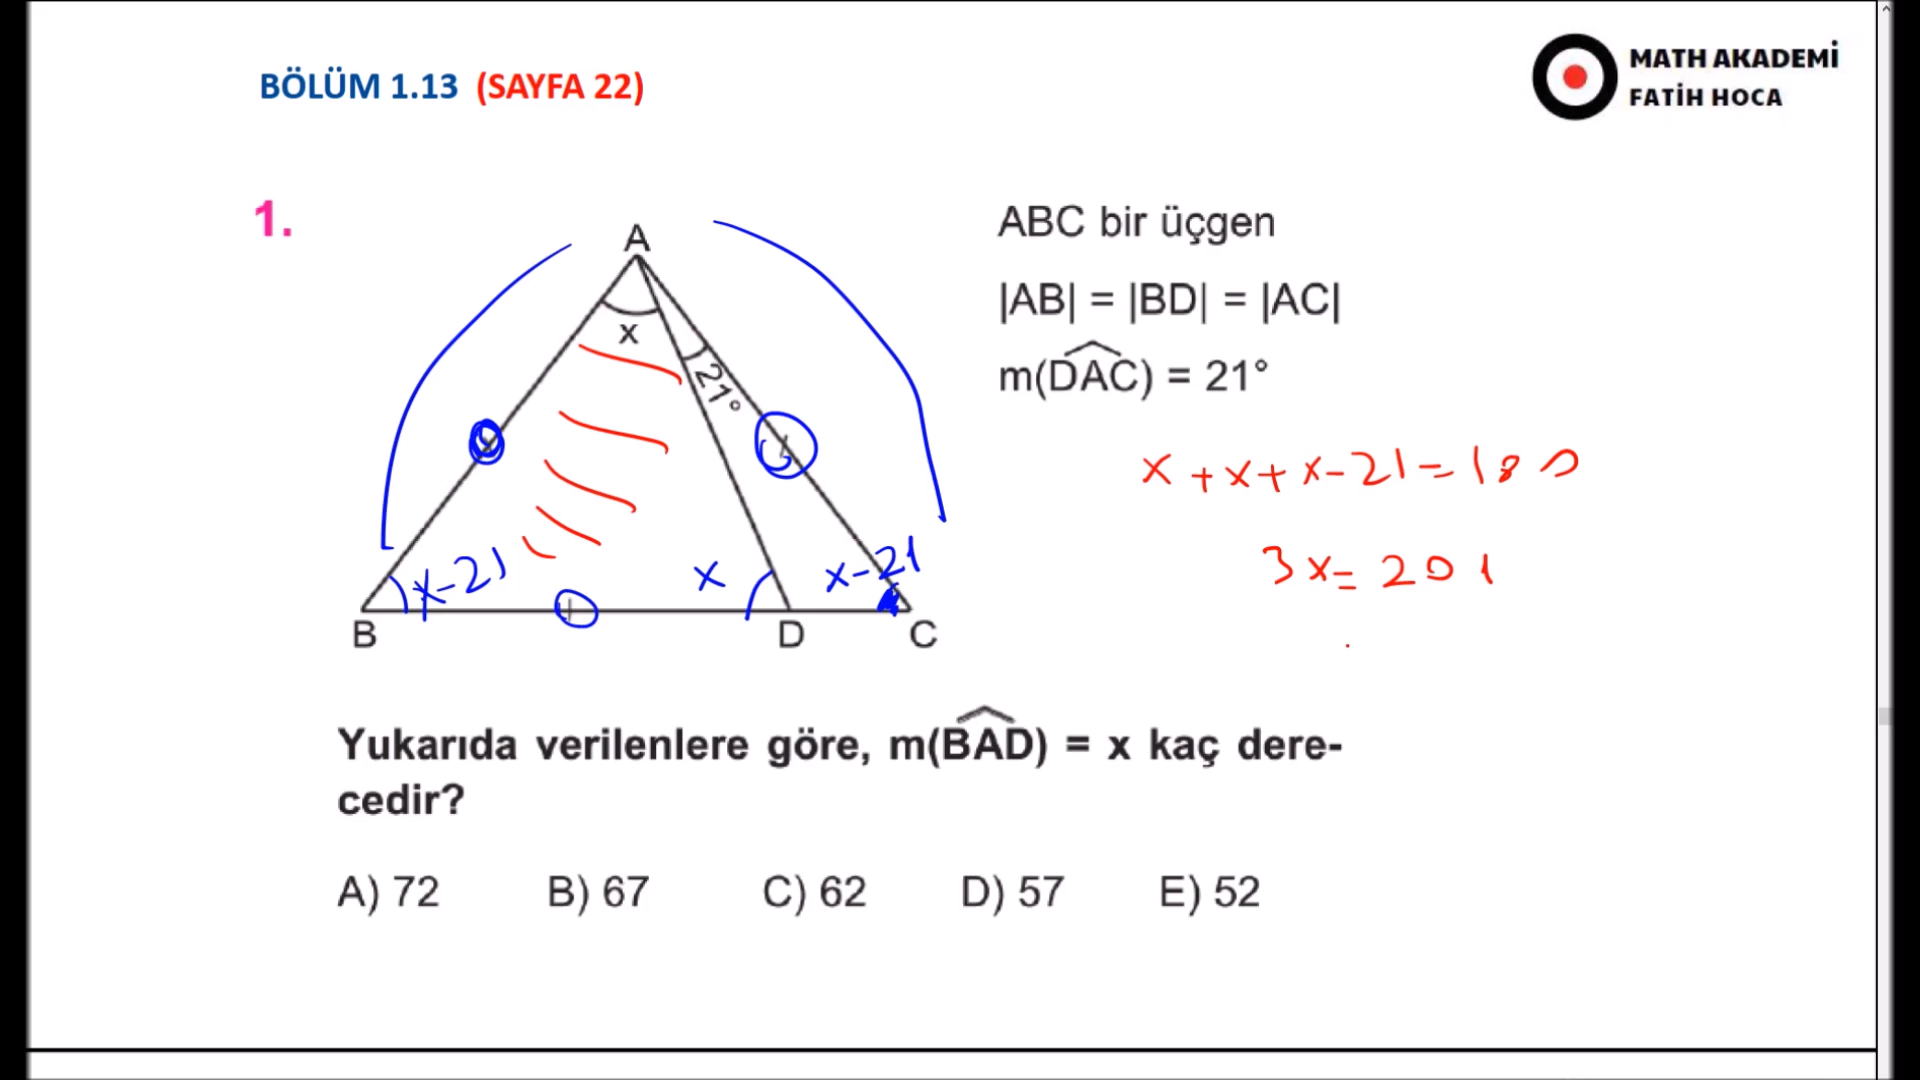 BÖLÜM 1.13 (SAYFA 22)
MATH AKADEMİ
FATİH HOCA
1.
A
x
21°
x-21
x
x-21
B
D
C
ABC bir üçgen
|AB| = |BD| = |AC|
m(DAC) = 21°
x+x+x-21=180
3x=201
Yukarıda verilenlere göre, m(BAD) = x kaç dere-
cedir?
A) 72 B) 67 C) 62 D) 57 E) 52